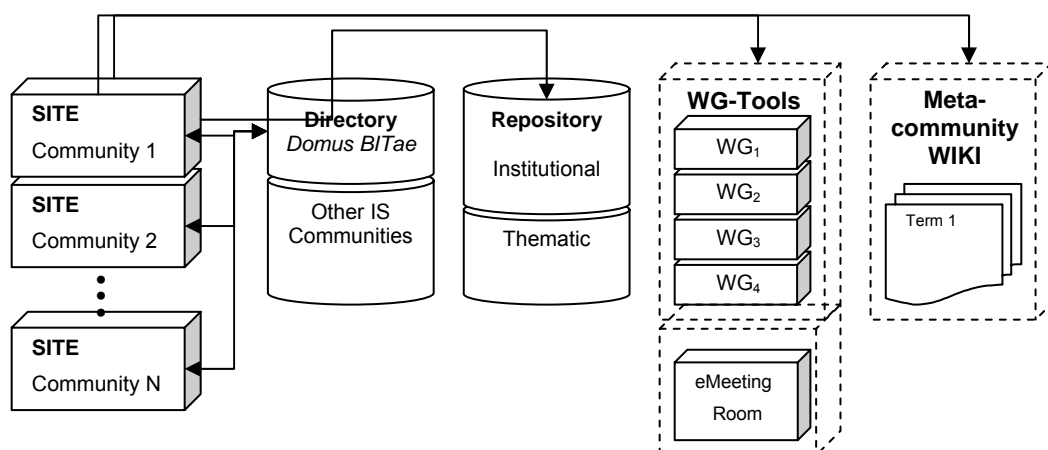 SITE
Community 1
SITE
Community 2
SITE
Community N
Directory
Domus BITae
Other IS
Communities
Repository
Institutional
Thematic
WG-Tools
WG₁
WG₂
WG₃
WG₄
eMeeting
Room
Meta-
community
WIKI
Term 1